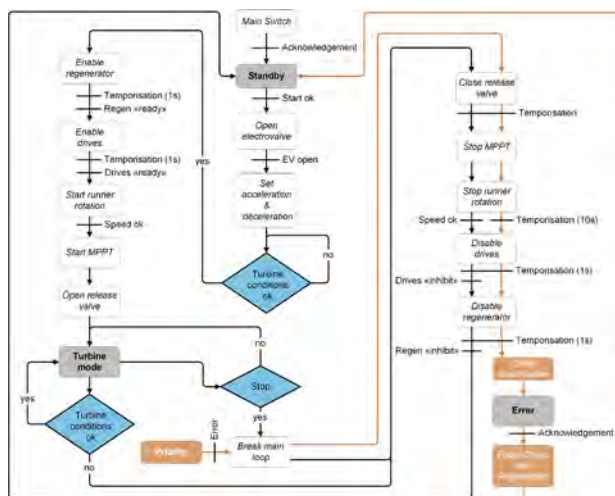 Main Switch
Acknowledgement
Standby
Start ok
Open
electrovalve
EV open
Set
acceleration
&
deceleration
Turbine
conditions
ok
no
yes
Enable
regenerator
Temporisation (1s)
Regen «ready»
Enable
drives
Temporisation (1s)
Drives «ready»
Start runner
rotation
Speed ok
Start MPPT
Open release
valve
Turbine
mode
yes
Turbine
conditions
ok
no
no
Stop
yes
Error
Break main
loop
Close release
valve
Temporisation
Stop MPPT
Stop runner
rotation
Speed ok
Temporisation (10s)
Disable
drives
Temporisation (1s)
Drives «inhibit»
Disable
regenerator
Temporisation (1s)
Regen «inhibit»
Error
Acknowledgement